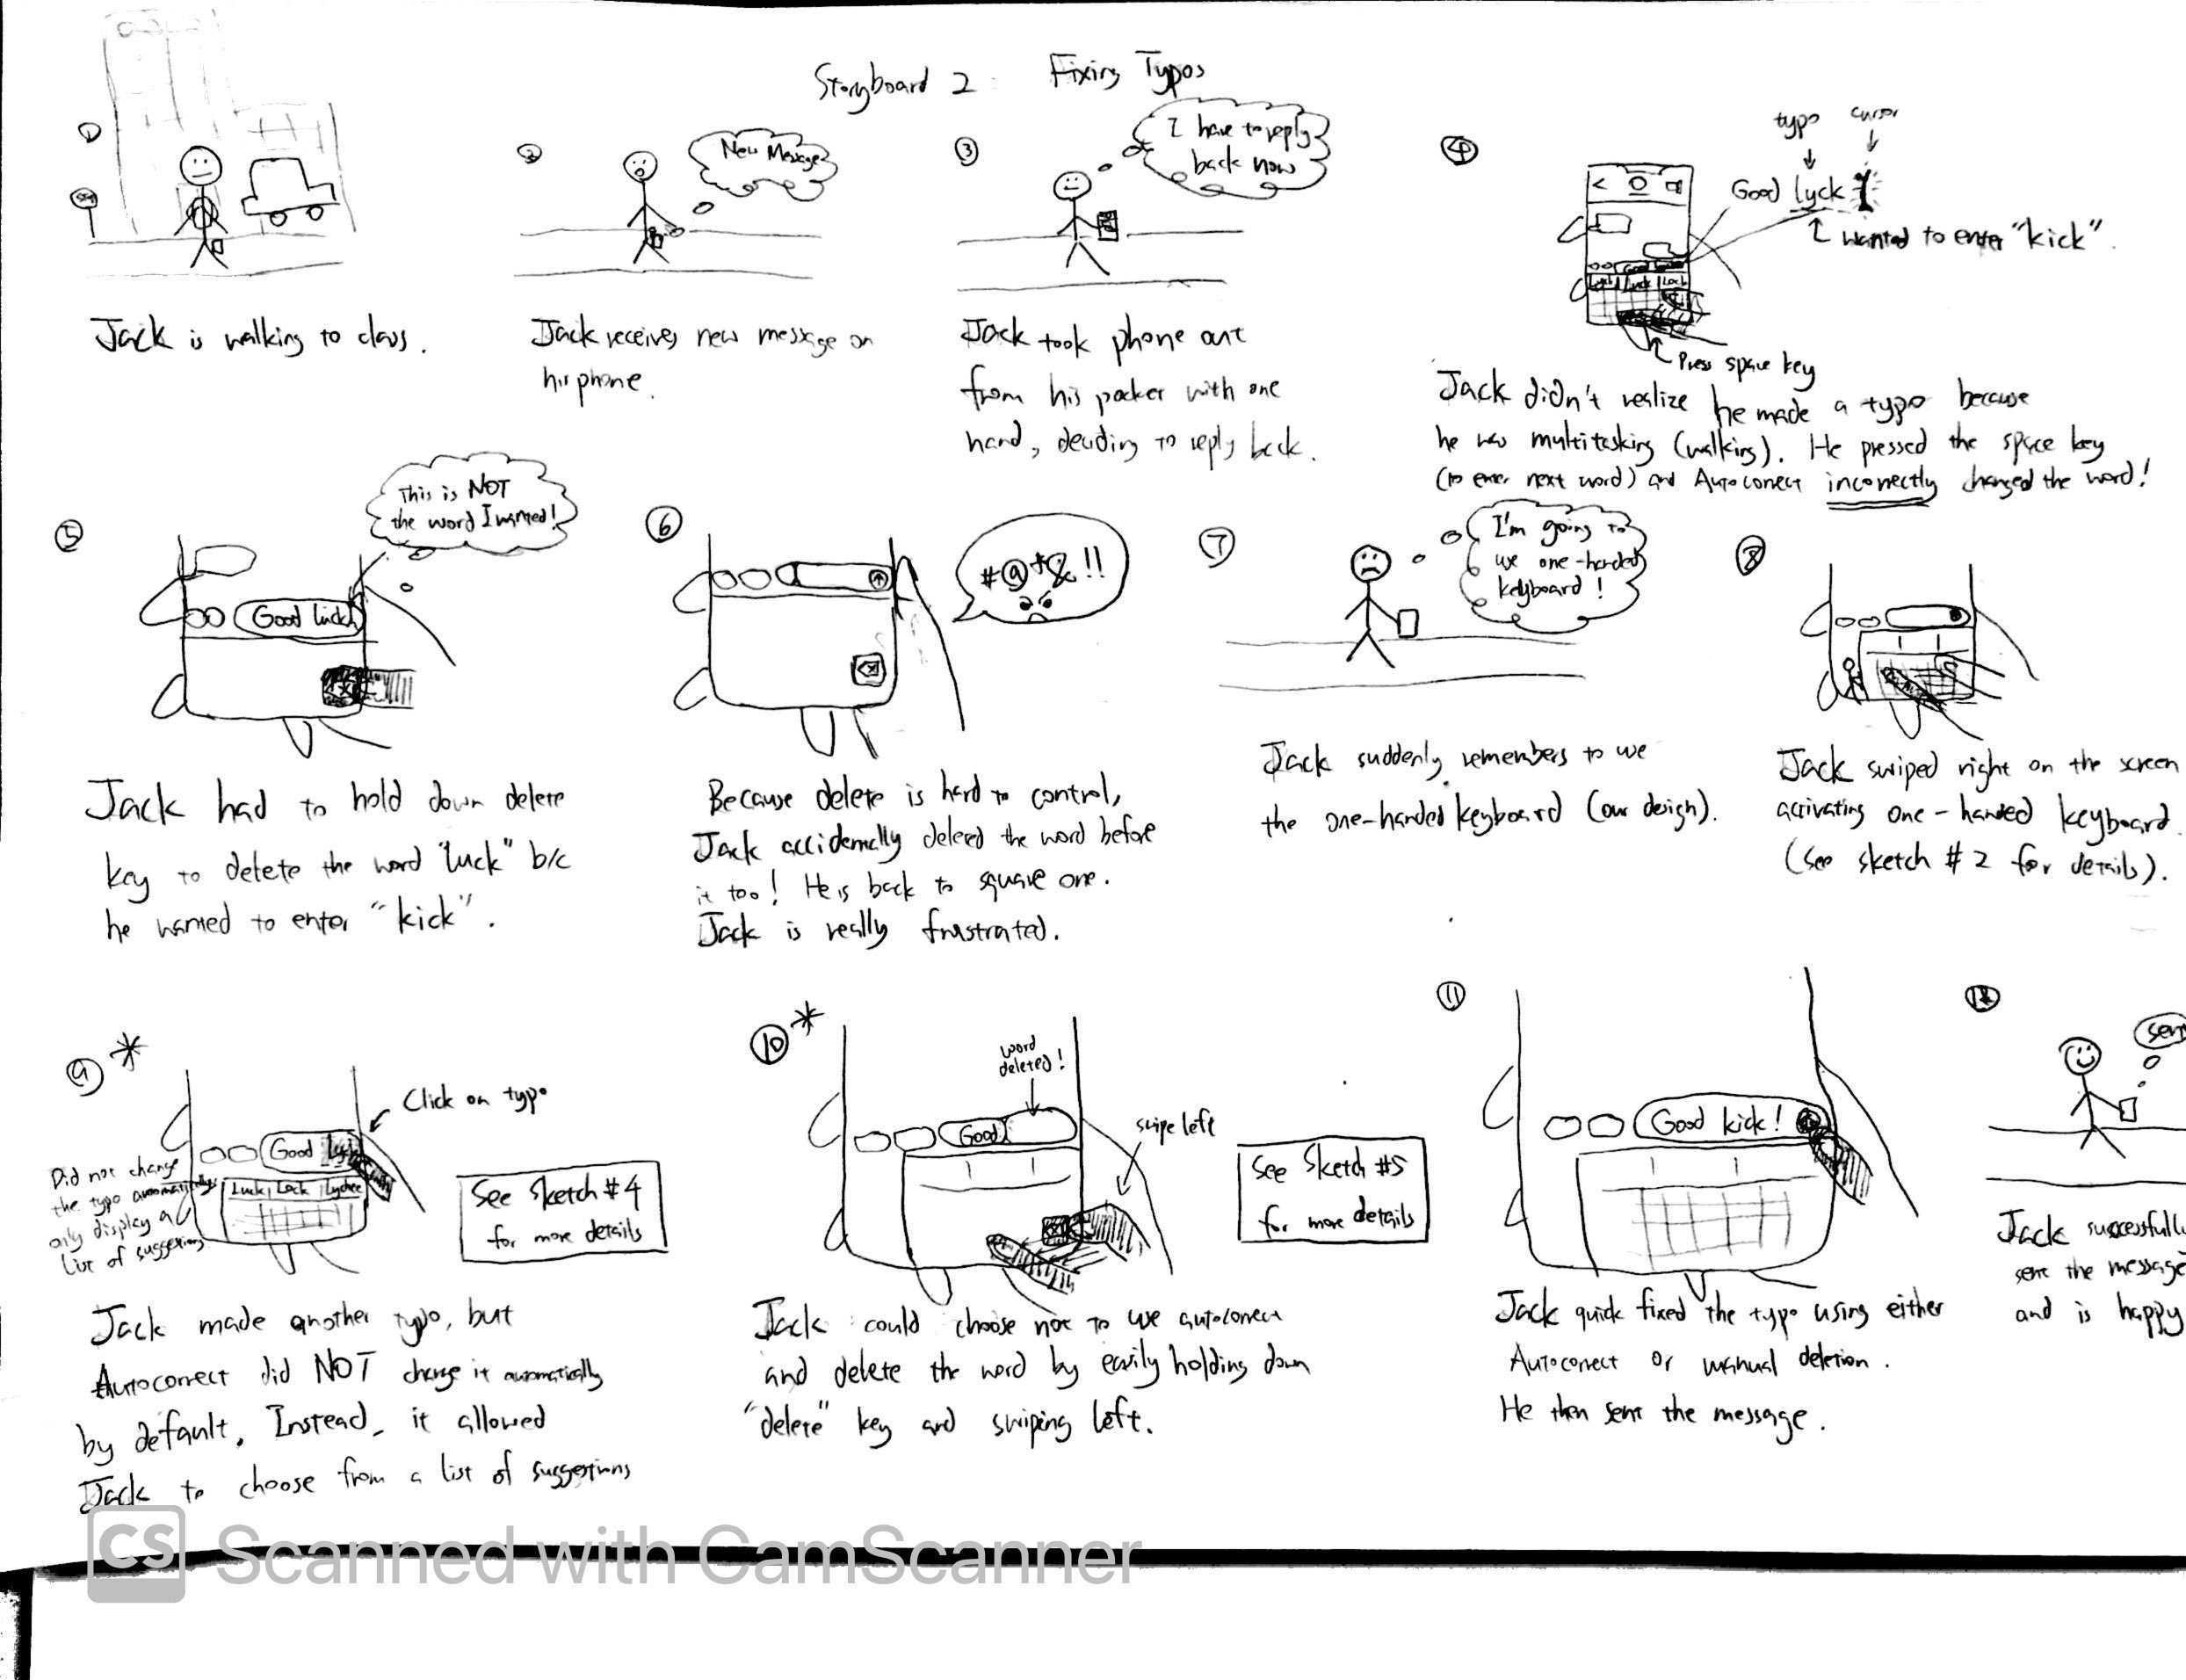 Storyboard 2: Fixing Typos
1
Jack is walking to class.
2
New Message
Jack receives new message on
his phone.
3
I have to reply
back now
Jack took phone out
from his pocket with one
hand, deciding to reply back.
4
typo cursor
Good lyck
wanted to enter "kick".
Luck Lock
Press space key
Jack didn't realize he made a typo because
he was multitasking (walking). He pressed the space key
(to enter next word) and Autocorrect incorrectly changed the word!
5
This is NOT
the word I wanted!
Good luck
Jack had to hold down delete
key to delete the word "luck" b/c
he wanted to enter "kick".
6
#@*&!!
Because delete is hard to control,
Jack accidentally deleted the word before
it too! He is back to square one.
Jack is really frustrated.
7
I'm going to
use one-handed
keyboard!
Jack suddenly remembers to use
the one-handed keyboard (our design).
8
Jack swiped right on the screen
activating one-handed keyboard.
(See sketch #2 for details).
9 *
Click on typo
Good lyck
Luck Lock Lychee
Did not change
the typo automatically
only display a
list of suggestions
See Sketch #4
for more details
Jack made another typo, but
Autocorrect did NOT change it automatically
by default. Instead, it allowed
Jack to choose from a list of suggestions
10 *
word
deleted!
Good
swipe left
See Sketch #5
for more details
Jack could choose not to use autocorrect
and delete the word by easily holding down
"delete" key and swiping left.
11
Good kick!
Jack quick fixed the typo using either
Autocorrect or manual deletion.
He then sent the message.
12
sen
Jack successfull
sent the message
and is happy
CS Scanned with CamScanner